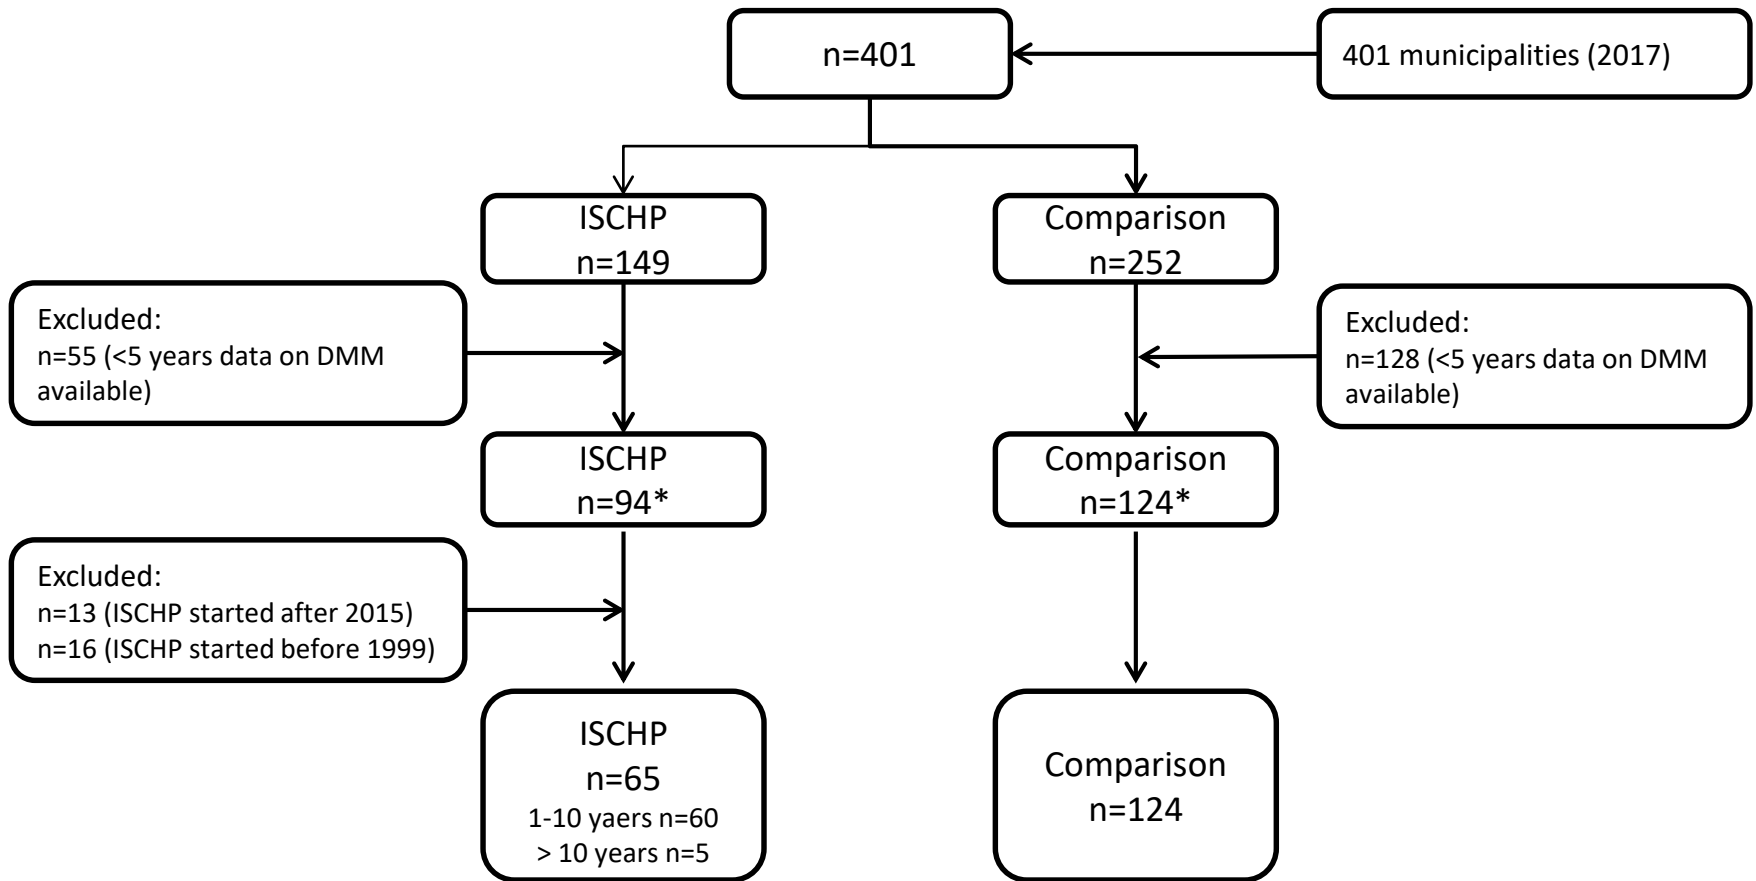 n=401
401 municipalities (2017)
ISCHP
n=149
Comparison
n=252
Excluded:
n=55 (<5 years data on DMM
available)
Excluded:
n=128 (<5 years data on DMM
available)
ISCHP
n=94*
Comparison
n=124*
Excluded:
n=13 (ISCHP started after 2015)
n=16 (ISCHP started before 1999)
ISCHP
n=65
1-10 yaers n=60
> 10 years n=5
Comparison
n=124